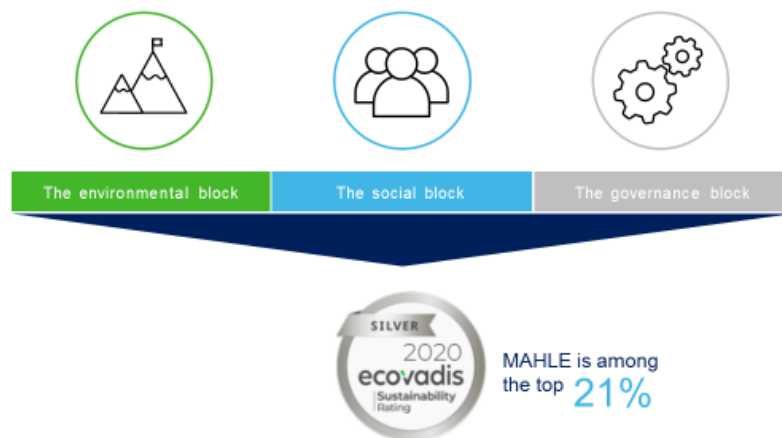 The environmental block
The social block
The governance block
SILVER
2020
ecovadis
Sustainability
Rating
MAHLE is among
the top 21%